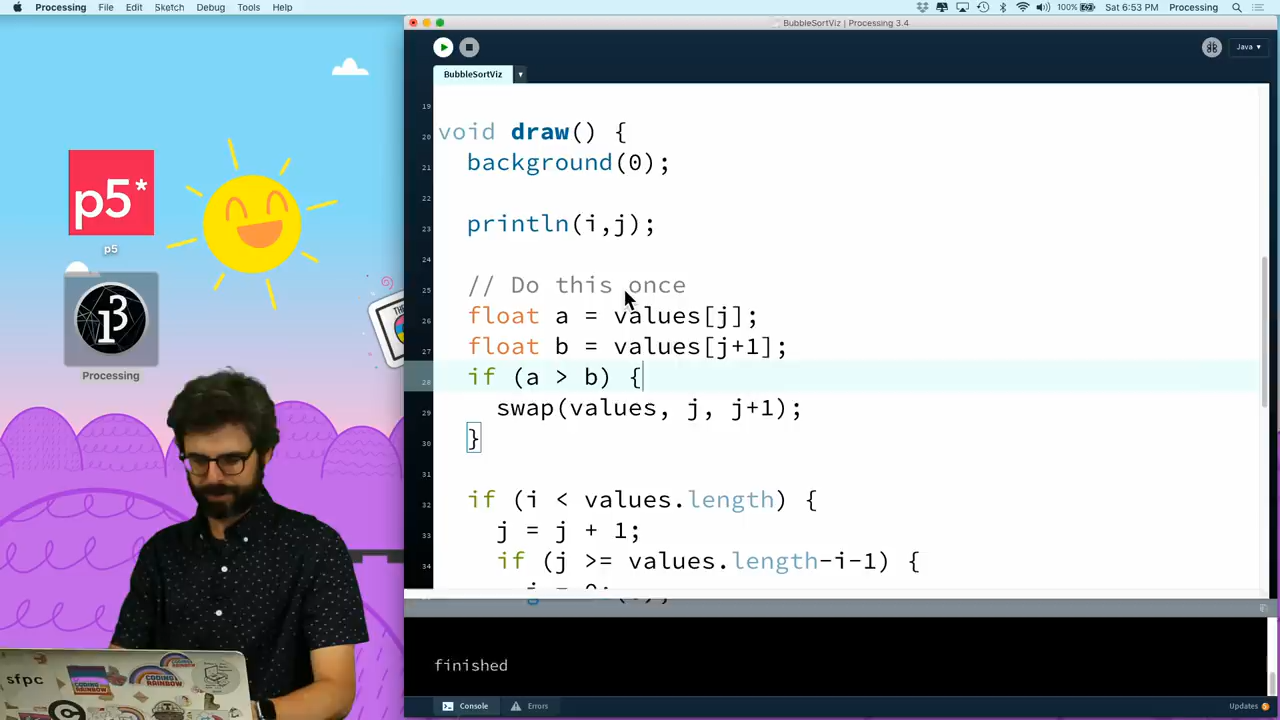 Processing File Edit Sketch Debug Tools Help 100% Sat 6:53 PM Processing
BubbleSortViz | Processing 3.4
Java ▾
BubbleSortViz
19
20 void draw() {
21 background(0);
22
23 println(i,j);
24
25 // Do this once
26 float a = values[j];
27 float b = values[j+1];
28 if (a > b) {
29 swap(values, j, j+1);
30 }
31
32 if (i < values.length) {
33 j = j + 1;
34 if (j >= values.length-i-1) {
finished
Console Errors Updates
p5*
p5
Processing
sfpc
CODING
RAINBOW